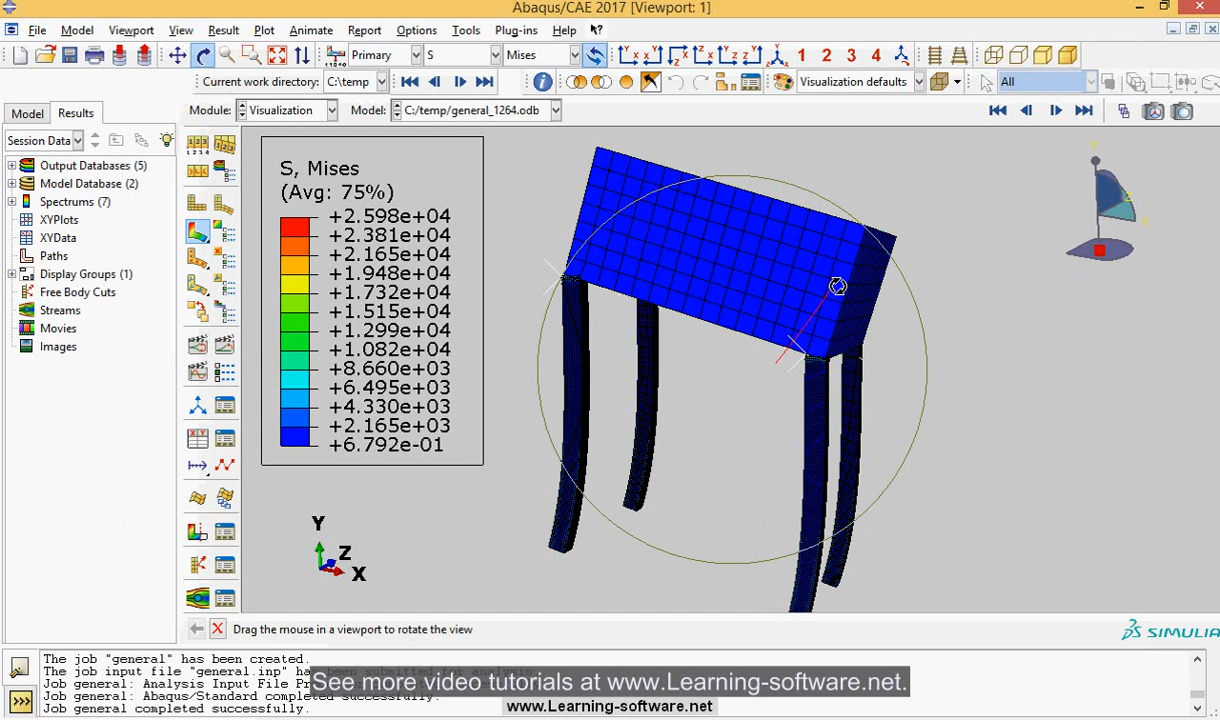 Abaqus/CAE 2017 [Viewport: 1]
File Model Viewport View Result Plot Animate Report Options Tools Plug-ins Help
Primary S Mises 1 2 3 4
Current work directory: C:\temp Visualization defaults All
Model Results Module: Visualization Model: C:/temp/general_1264.odb
Session Data
Output Databases (5)
Model Database (2)
Spectrums (7)
XYPlots
XYData
Paths
Display Groups (1)
Free Body Cuts
Streams
Movies
Images
S, Mises
(Avg: 75%)
+2.598e+04
+2.381e+04
+2.165e+04
+1.948e+04
+1.732e+04
+1.515e+04
+1.299e+04
+1.082e+04
+8.660e+03
+6.495e+03
+4.330e+03
+2.165e+03
+6.792e-01
Y
Z
X
Drag the mouse in a viewport to rotate the view
SIMULIA
The job "general" has been created.
The job input file "general.inp" has been submitted for analysis.
Job general: Analysis Input File Pr
Job general: Abaqus/Standard completed successfully.
Job general completed successfully.
See more video tutorials at www.Learning-software.net.
www.Learning-software.net